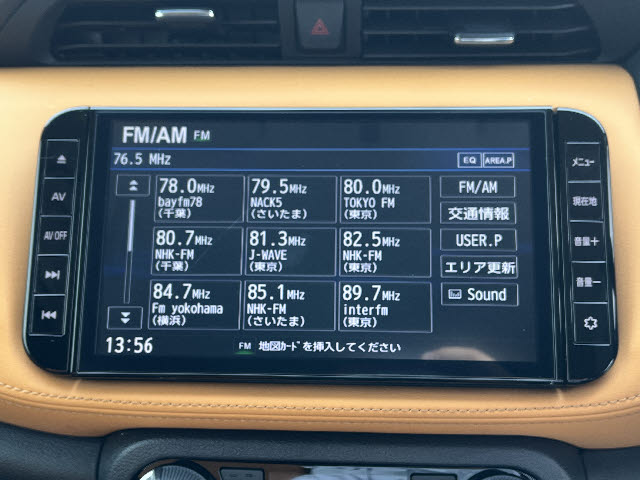 FM/AM FM
76.5 MHz
EQ AREA.P
78.0MHz
bayfm78
(千葉)
79.5MHz
NACK5
(さいたま)
80.0MHz
TOKYO FM
(東京)
80.7MHz
NHK-FM
(千葉)
81.3MHz
J-WAVE
(東京)
82.5MHz
NHK-FM
(東京)
84.7MHz
Fm yokohama
(横浜)
85.1MHz
NHK-FM
(さいたま)
89.7MHz
interfm
(東京)
FM/AM
交通情報
USER.P
エリア更新
Sound
13:56
FM 地図ｶｰﾄﾞを挿入してください
AV
AV OFF
メニュー
現在地
音量＋
音量－